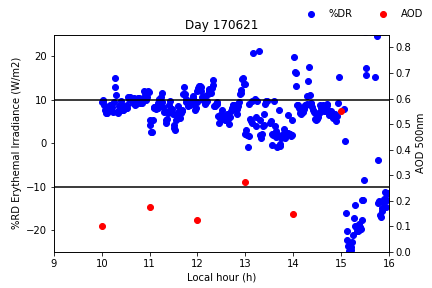 %DR AOD
Day 170621
%RD Erythermal Irradiance (W/m2)
20
10
0
−10
−20
0.8
0.7
0.6
0.5
0.4
0.3
0.2
0.1
0.0
AOD 500nm
9 10 11 12 13 14 15 16
Local hour (h)